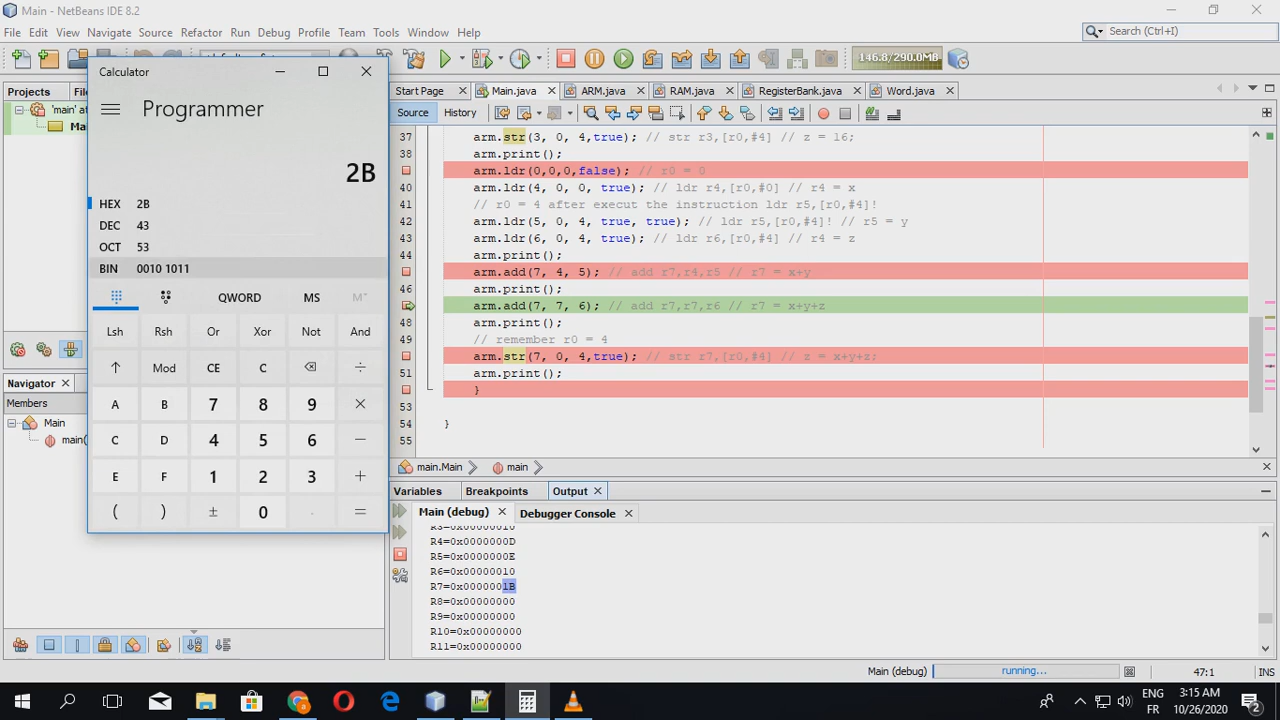 Main - NetBeans IDE 8.2
File Edit View Navigate Source Refactor Run Debug Profile Team Tools Window Help
Search (Ctrl+I)
146.8/290.0MB
Projects
Main
Calculator
Programmer
2B
HEX 2B
DEC 43
OCT 53
BIN 0010 1011
QWORD MS M˅
Lsh Rsh Or Xor Not And
↑ Mod CE C ÷
A B 7 8 9 ×
C D 4 5 6 −
E F 1 2 3 +
( ) ± 0 . =
Start Page Main.java ARM.java RAM.java RegisterBank.java Word.java
Source History
37 arm.str(3, 0, 4,true); // str r3,[r0,#4] // z = 16;
38 arm.print();
arm.ldr(0,0,0,false); // r0 = 0
40 arm.ldr(4, 0, 0, true); // ldr r4,[r0,#0] // r4 = x
41 // r0 = 4 after execut the instruction ldr r5,[r0,#4]!
42 arm.ldr(5, 0, 4, true, true); // ldr r5,[r0,#4]! // r5 = y
43 arm.ldr(6, 0, 4, true); // ldr r6,[r0,#4] // r4 = z
44 arm.print();
arm.add(7, 4, 5); // add r7,r4,r5 // r7 = x+y
46 arm.print();
arm.add(7, 7, 6); // add r7,r7,r6 // r7 = x+y+z
48 arm.print();
49 // remember r0 = 4
arm.str(7, 0, 4,true); // str r7,[r0,#4] // z = x+y+z;
51 arm.print();
}
53
54 }
55
main.Main main
Navigator
Members
Main
main(
Variables Breakpoints Output
Main (debug) Debugger Console
R3=0x00000010
R4=0x0000000D
R5=0x0000000E
R6=0x00000010
R7=0x0000001B
R8=0x00000000
R9=0x00000000
R10=0x00000000
R11=0x00000000
Main (debug) running... 47:1 INS
ENG
FR
3:15 AM
10/26/2020
2